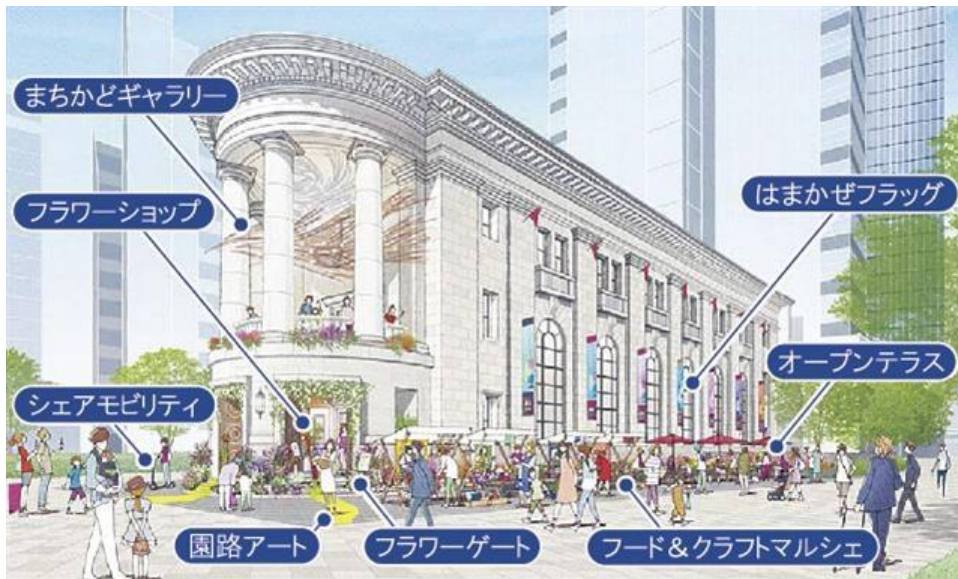 まちかどギャラリー
はまかぜフラッグ
フラワーショップ
オープンテラス
シェアモビリティ
園路アート
フラワーゲート
フード&クラフトマルシェ